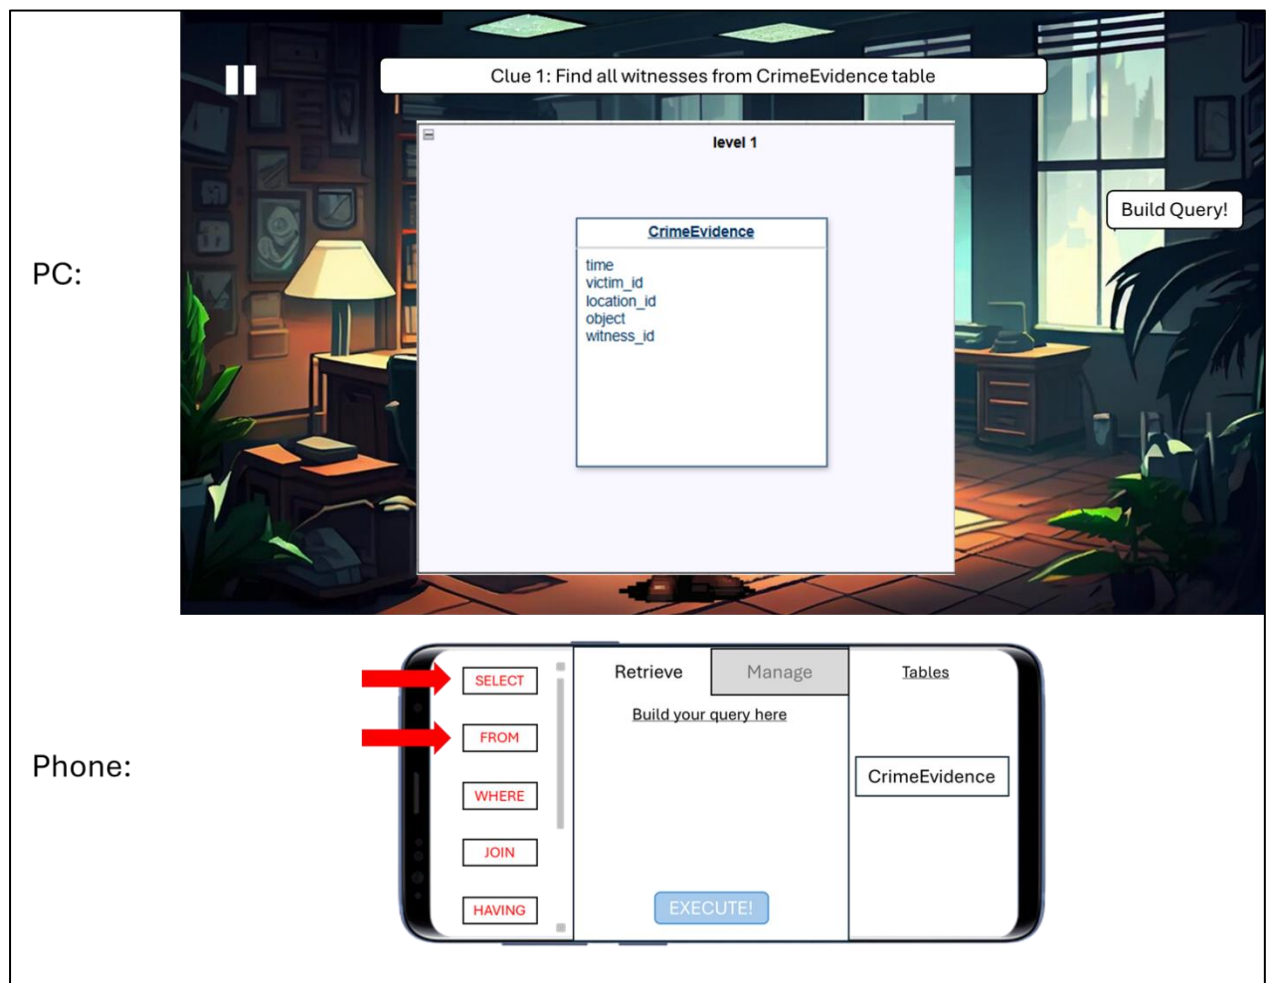 PC:
Clue 1: Find all witnesses from CrimeEvidence table
level 1
Build Query!
CrimeEvidence
time
victim_id
location_id
object
witness_id
Phone:
SELECT
FROM
WHERE
JOIN
HAVING
Retrieve
Manage
Build your query here
EXECUTE!
Tables
CrimeEvidence